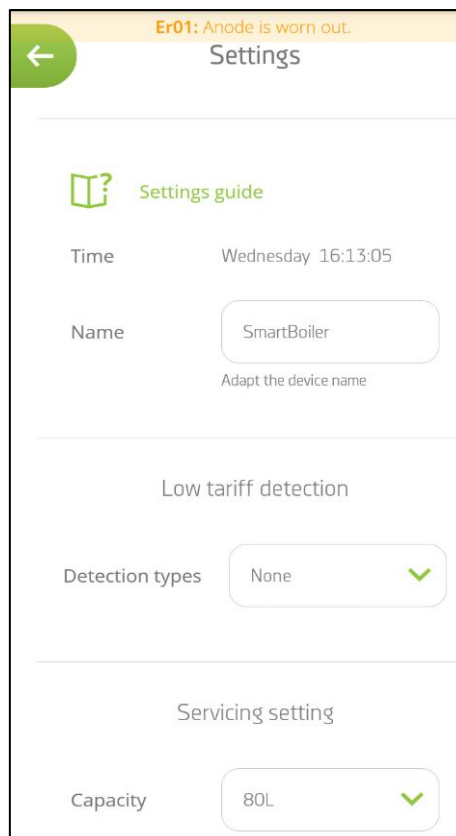 Er01: Anode is worn out.
Settings
Settings guide
Time Wednesday 16:13:05
Name SmartBoiler
Adapt the device name
Low tariff detection
Detection types None
Servicing setting
Capacity 80L